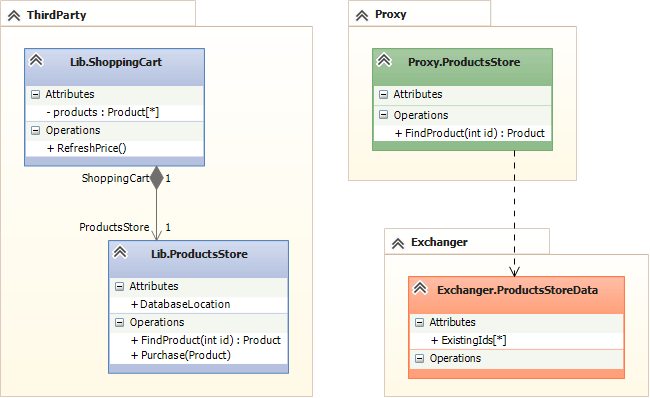 ThirdParty
Lib.ShoppingCart
Attributes
- products : Product[*]
Operations
+ RefreshPrice()
ShoppingCart
1
ProductsStore
1
Lib.ProductsStore
Attributes
+ DatabaseLocation
Operations
+ FindProduct(int id) : Product
+ Purchase(Product)
Proxy
Proxy.ProductsStore
Attributes
Operations
+ FindProduct(int id) : Product
Exchanger
Exchanger.ProductsStoreData
Attributes
+ ExistingIds[*]
Operations